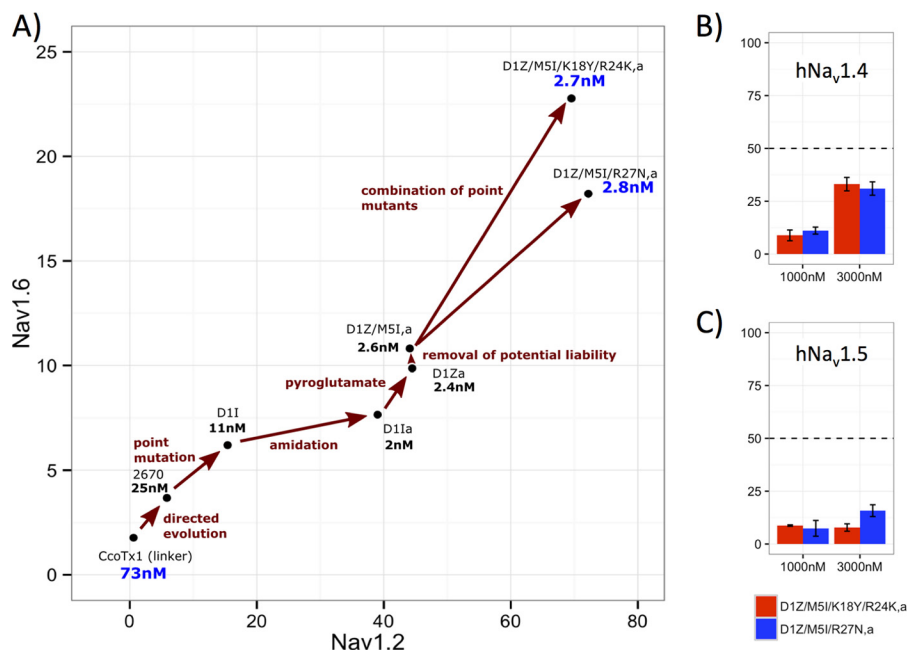 A)
25
20
15
10
5
0
Nav1.6
0
20
40
60
80
Nav1.2
D1Z/M5I/K18Y/R24K,a
2.7nM
D1Z/M5I/R27N,a
2.8nM
combination of point
mutants
D1Z/M5I,a
2.6nM
removal of potential liability
D1Za
2.4nM
pyroglutamate
D1Ia
2nM
amidation
D1I
11nM
point
mutation
2670
25nM
directed
evolution
CcoTx1 (linker)
73nM
B)
hNav1.4
100
75
50
25
0
1000nM
3000nM
C)
hNav1.5
100
75
50
25
0
1000nM
3000nM
D1Z/M5I/K18Y/R24K,a
D1Z/M5I/R27N,a